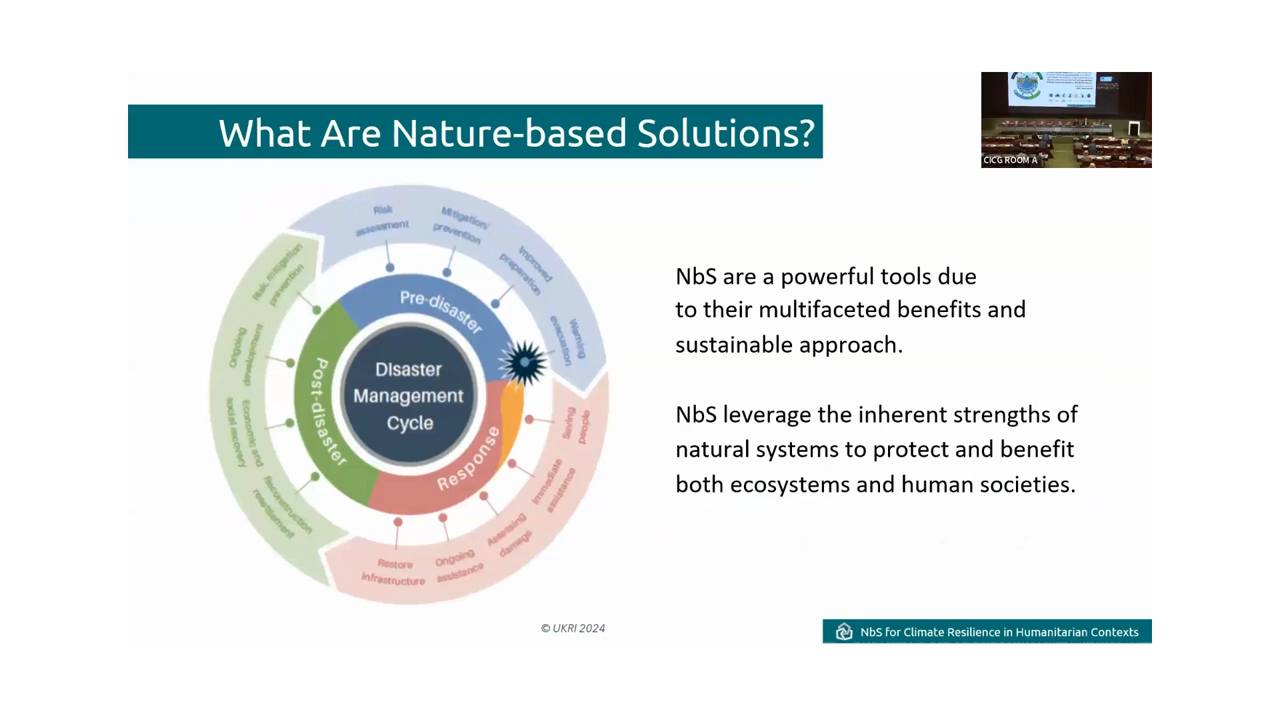 What Are Nature-based Solutions?
CICG ROOM A
Risk
assessment
Mitigation/
prevention
Improved
preparation
Warning
evacuation
Pre-disaster
Saving
people
Immediate
assistance
Assessing
damage
Ongoing
assistance
Restore
infrastructure
Response
Reconstruction
resettlement
Economic and
social recovery
Ongoing
development
Risk, mitigation
prevention
Post-disaster
Disaster
Management
Cycle
NbS are a powerful tools due
to their multifaceted benefits and
sustainable approach.
NbS leverage the inherent strengths of
natural systems to protect and benefit
both ecosystems and human societies.
© UKRI 2024
NbS for Climate Resilience in Humanitarian Contexts